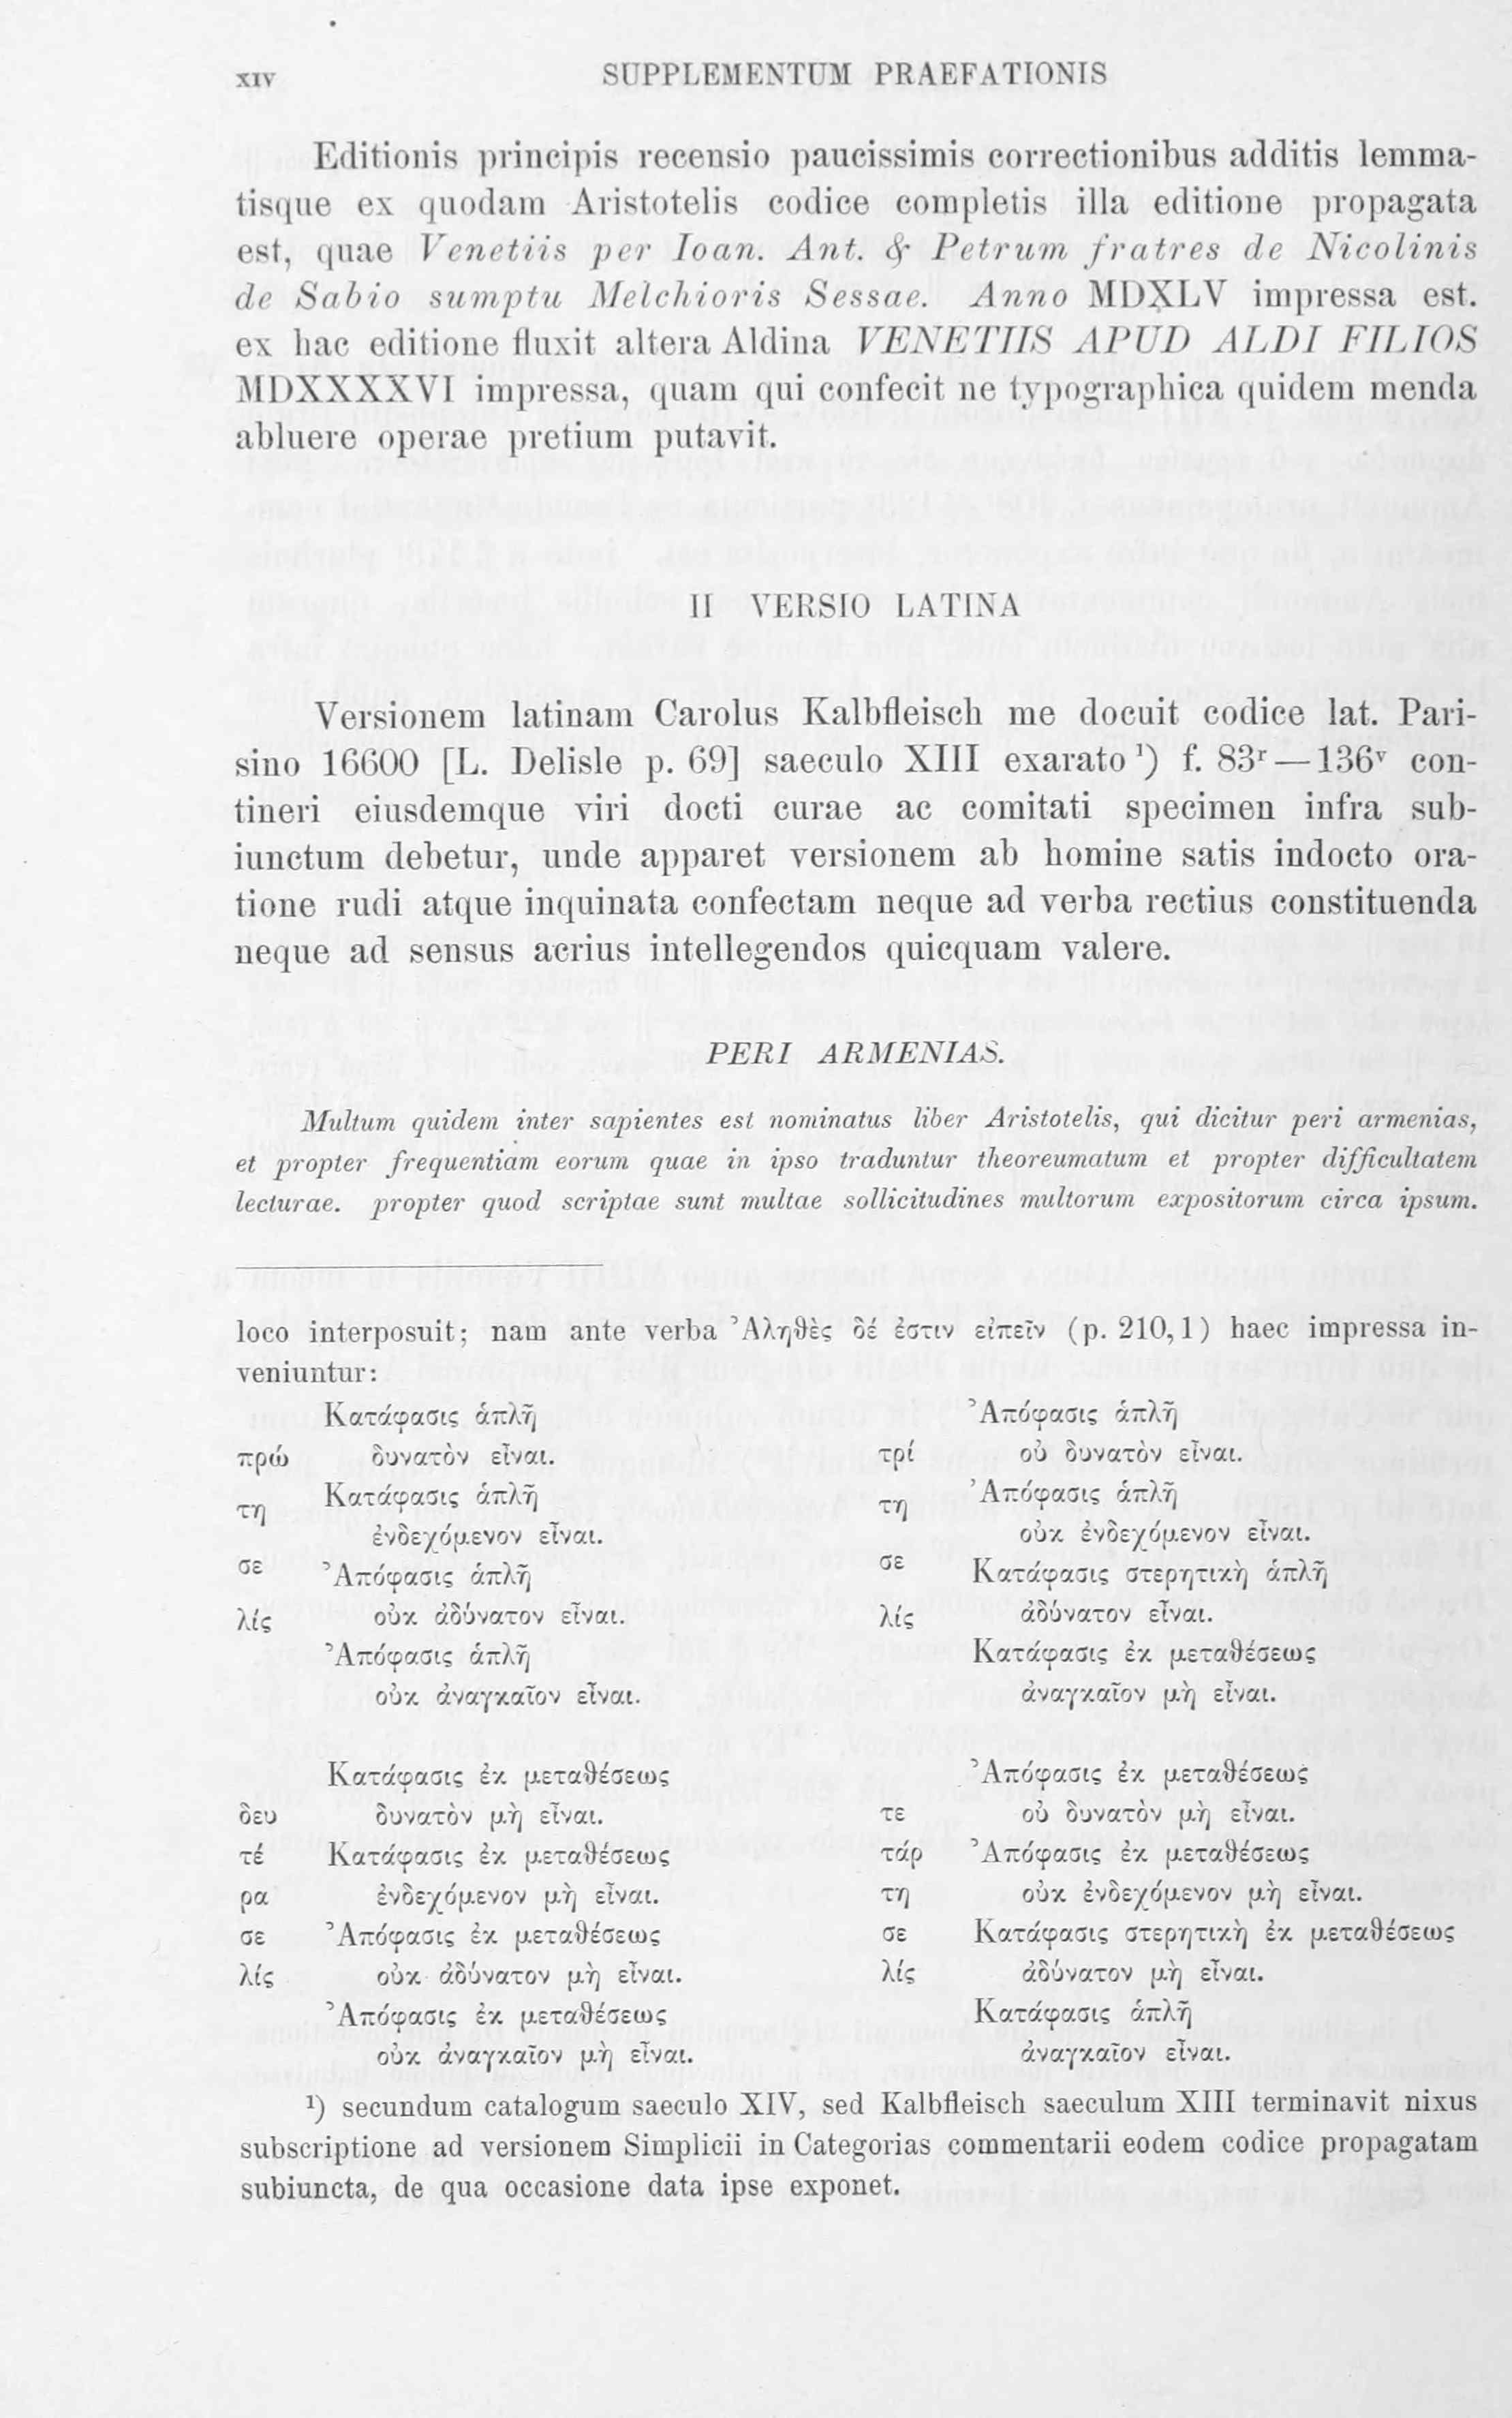 XIV SUPPLEMENTUM PRAEFATIONIS
Editionis principis recensio paucissimis correctionibus additis lemma-
tisque ex quodam Aristotelis codice completis illa editione propagata
est, quae Venetiis per Ioan. Ant. & Petrum fratres de Nicolinis
de Sabio sumptu Melchioris Sessae. Anno MDXLV impressa est.
ex hac editione fluxit altera Aldina VENETIIS APUD ALDI FILIOS
MDXXXXVI impressa, quam qui confecit ne typographica quidem menda
abluere operae pretium putavit.
II VERSIO LATINA
Versionem latinam Carolus Kalbfleisch me docuit codice lat. Pari-
sino 16600 [L. Delisle p. 69] saeculo XIII exarato ¹) f. 83ʳ—136ᵛ con-
tineri eiusdemque viri docti curae ac comitati specimen infra sub-
iunctum debetur, unde apparet versionem ab homine satis indocto ora-
tione rudi atque inquinata confectam neque ad verba rectius constituenda
neque ad sensus acrius intellegendos quicquam valere.
PERI ARMENIAS.
Multum quidem inter sapientes est nominatus liber Aristotelis, qui dicitur peri armenias,
et propter frequentiam eorum quae in ipso traduntur theoreumatum et propter difficultatem
lecturae. propter quod scriptae sunt multae sollicitudines multorum expositorum circa ipsum.
loco interposuit; nam ante verba Ἀληθὲς δέ ἐστιν εἰπεῖν (p. 210,1) haec impressa in-
veniuntur:
Κατάφασις ἁπλῆ Ἀπόφασις ἁπλῆ
πρώ δυνατὸν εἶναι. τρί οὐ δυνατὸν εἶναι.
τη Κατάφασις ἁπλῆ τη Ἀπόφασις ἁπλῆ
ἐνδεχόμενον εἶναι. οὐκ ἐνδεχόμενον εἶναι.
σε Ἀπόφασις ἁπλῆ σε Κατάφασις στερητικὴ ἁπλῆ
λίς οὐκ ἀδύνατον εἶναι. λίς ἀδύνατον εἶναι.
Ἀπόφασις ἁπλῆ Κατάφασις ἐκ μεταθέσεως
οὐκ ἀναγκαῖον εἶναι. ἀναγκαῖον μὴ εἶναι.
Κατάφασις ἐκ μεταθέσεως Ἀπόφασις ἐκ μεταθέσεως
δευ δυνατὸν μὴ εἶναι. τε οὐ δυνατὸν μὴ εἶναι.
τέ Κατάφασις ἐκ μεταθέσεως τάρ Ἀπόφασις ἐκ μεταθέσεως
ρα ἐνδεχόμενον μὴ εἶναι. τη οὐκ ἐνδεχόμενον μὴ εἶναι.
σε Ἀπόφασις ἐκ μεταθέσεως σε Κατάφασις στερητικὴ ἐκ μεταθέσεως
λίς οὐκ ἀδύνατον μὴ εἶναι. λίς ἀδύνατον μὴ εἶναι.
Ἀπόφασις ἐκ μεταθέσεως Κατάφασις ἁπλῆ
οὐκ ἀναγκαῖον μὴ εἶναι. ἀναγκαῖον εἶναι.
¹) secundum catalogum saeculo XIV, sed Kalbfleisch saeculum XIII terminavit nixus
subscriptione ad versionem Simplicii in Categorias commentarii eodem codice propagatam
subiuncta, de qua occasione data ipse exponet.